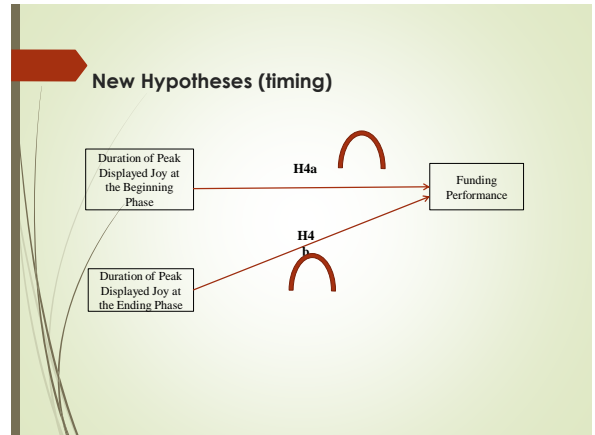 New Hypotheses (timing)
Duration of Peak
Displayed Joy at
the Beginning
Phase
H4a
Funding
Performance
H4
b
Duration of Peak
Displayed Joy at
the Ending Phase